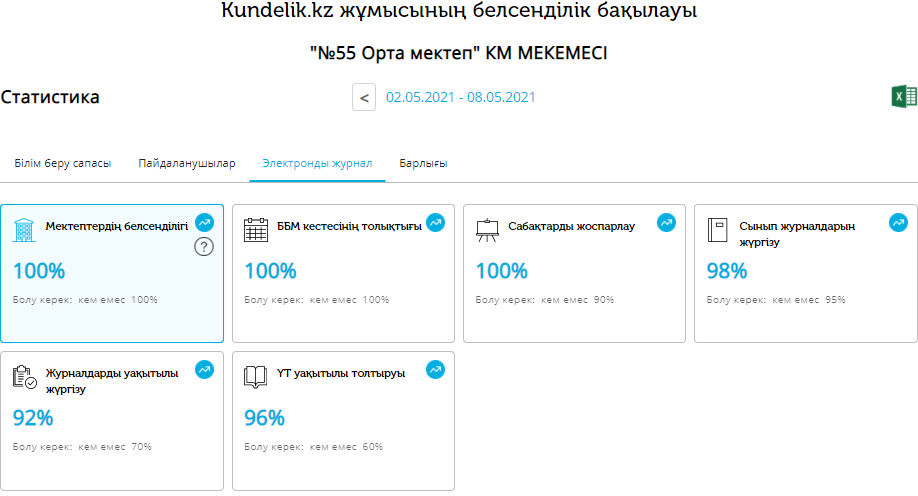 Kundelik.kz жұмысының белсенділік бақылауы
"№55 Орта мектеп" КМ МЕКЕМЕСІ
Статистика
< 02.05.2021 - 08.05.2021
Білім беру сапасы Пайдаланушылар Электронды журнал Барлығы
Мектептердің белсенділігі
?
100%
Болу керек: кем емес 100%
ББМ кестесінің толықтығы
100%
Болу керек: кем емес 100%
Сабақтарды жоспарлау
100%
Болу керек: кем емес 90%
Сынып журналдарын
жүргізу
98%
Болу керек: кем емес 95%
Журналдарды уақытылы
жүргізу
92%
Болу керек: кем емес 70%
ҮТ уақытылы толтыруы
96%
Болу керек: кем емес 60%